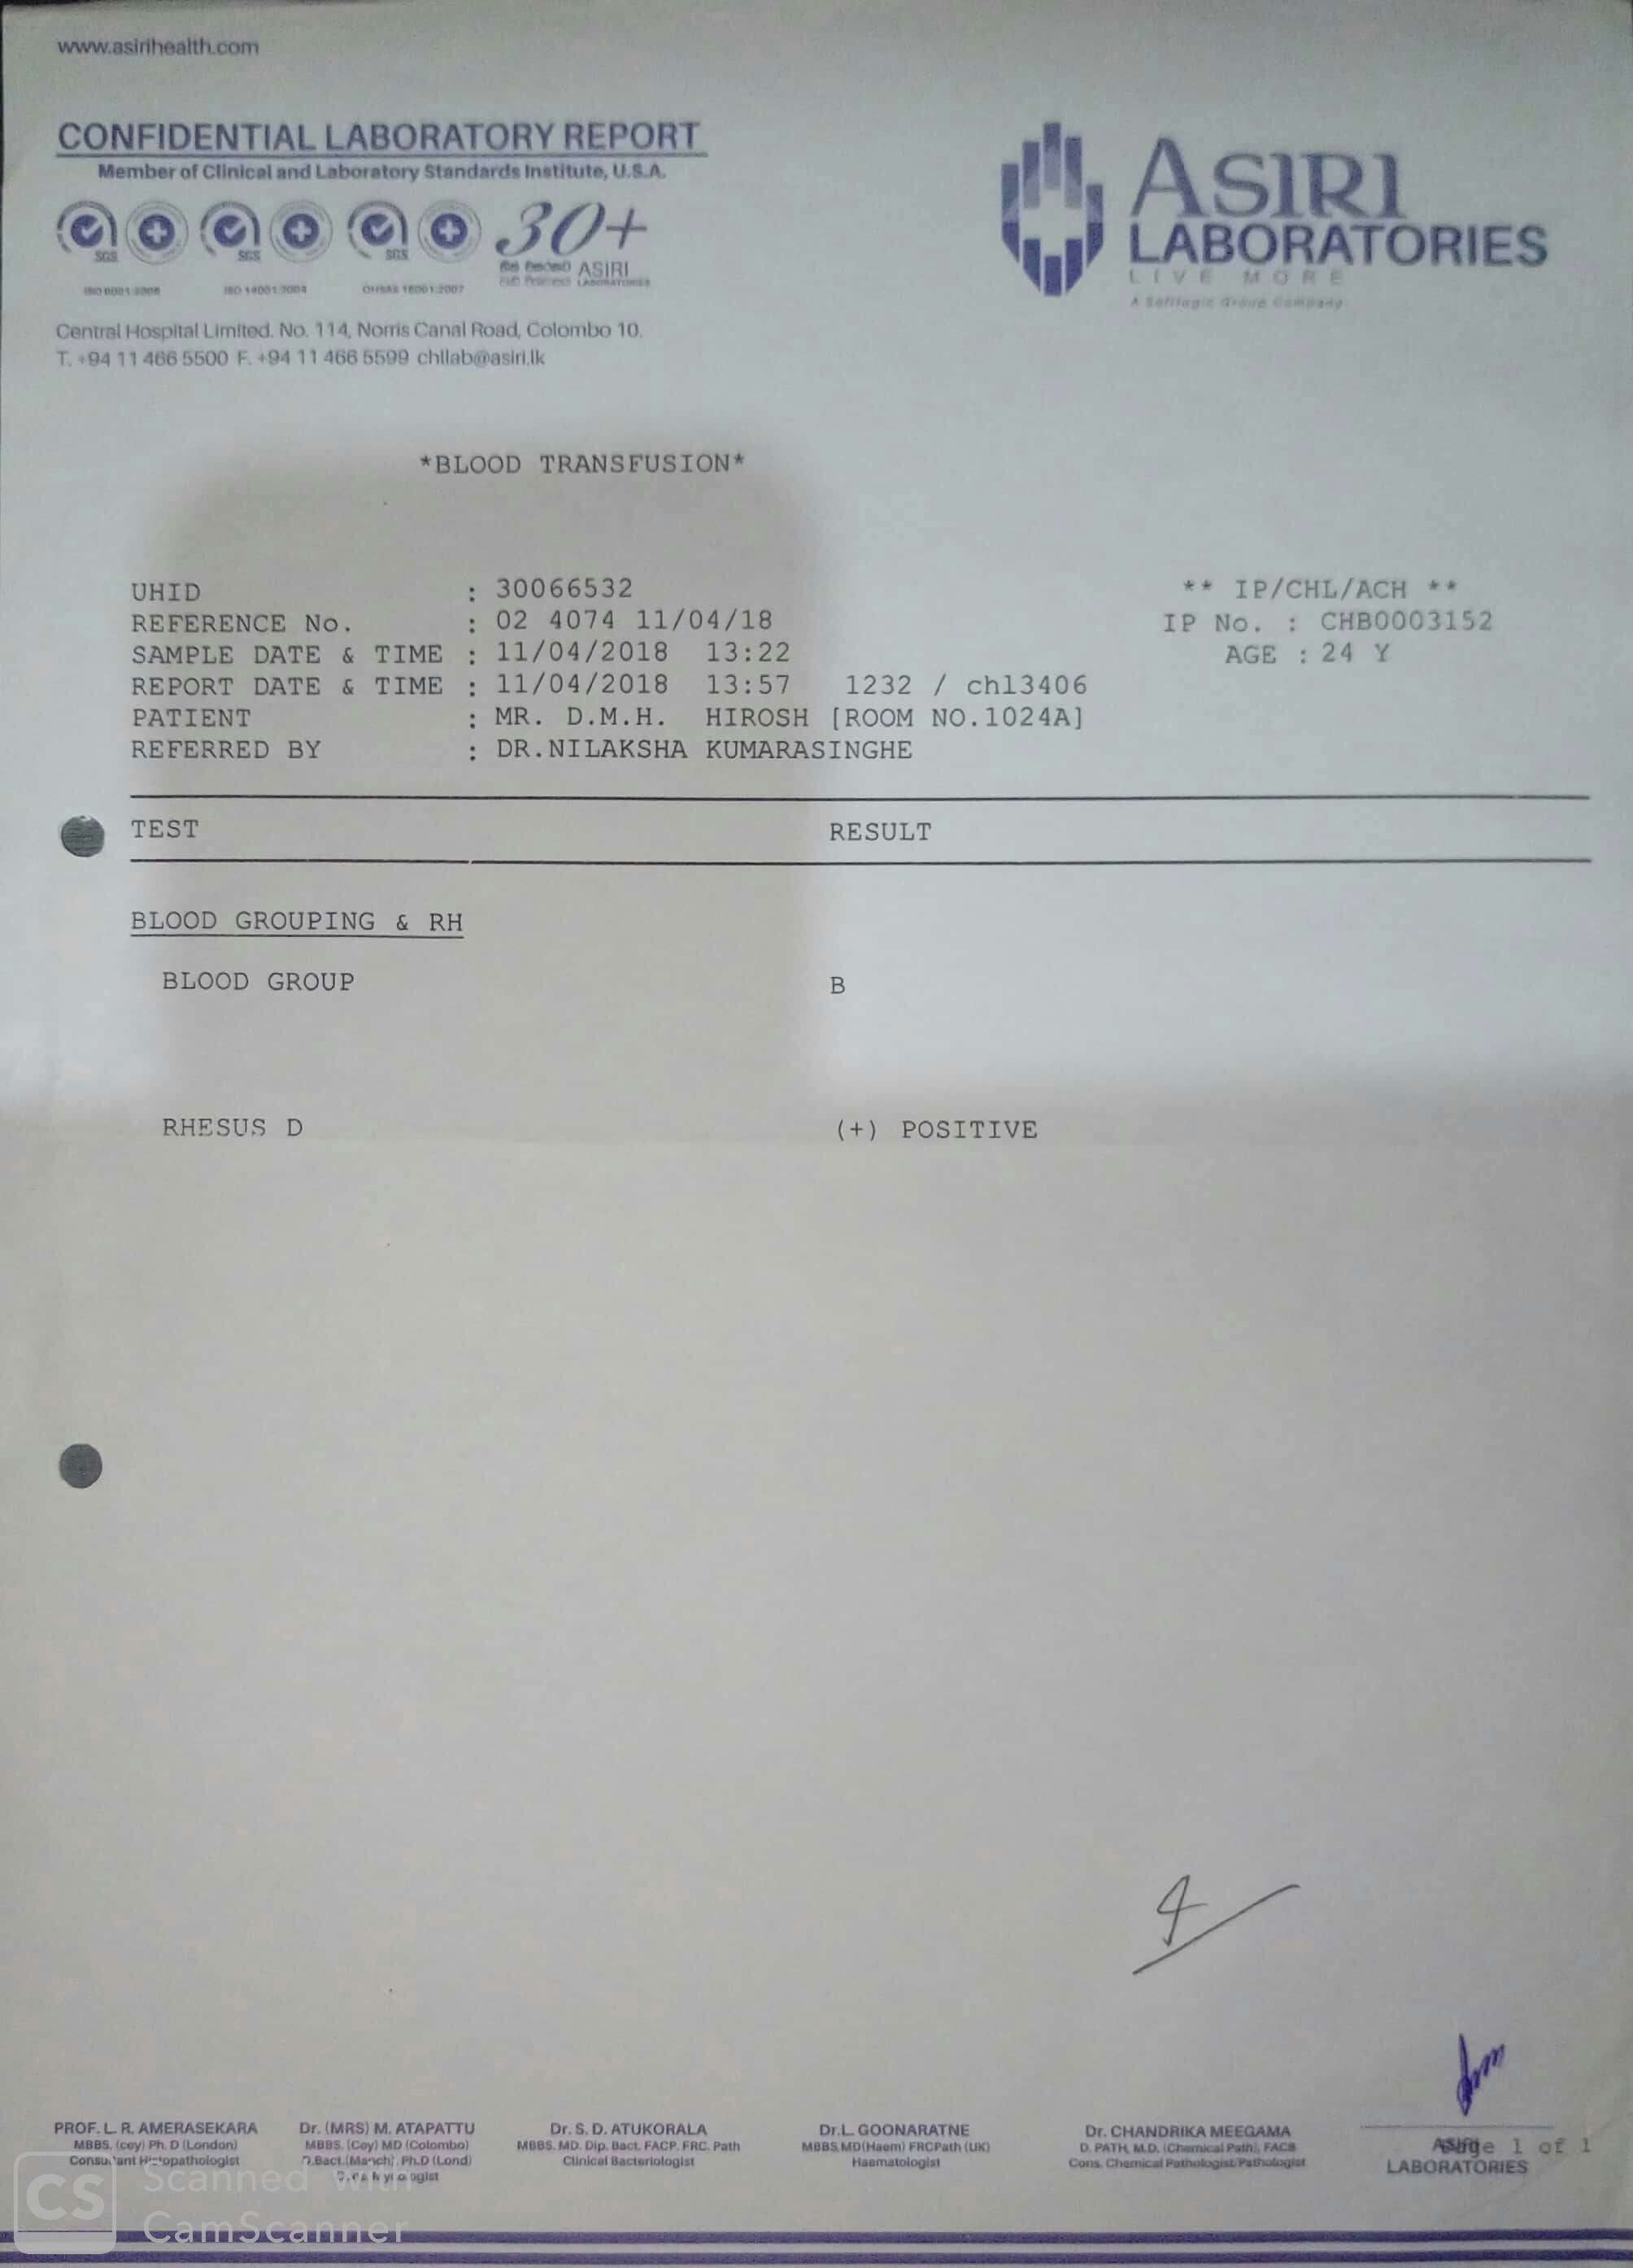 www.asirihealth.com
CONFIDENTIAL LABORATORY REPORT
Member of Clinical and Laboratory Standards Institute, U.S.A.
SGS SGS SGS
30+
ASIRI
LABORATORIES
ISO 9001:2008 ISO 14001:2004 OHSAS 18001:2007
ASIRI
LABORATORIES
LIVE MORE
A Softlogic Group Company
Central Hospital Limited. No. 114, Norris Canal Road, Colombo 10.
T. +94 11 466 5500 F. +94 11 466 5599 chllab@asiri.lk
*BLOOD TRANSFUSION*
UHID : 30066532 ** IP/CHL/ACH **
REFERENCE No. : 02 4074 11/04/18 IP No. : CHB0003152
SAMPLE DATE & TIME : 11/04/2018 13:22 AGE : 24 Y
REPORT DATE & TIME : 11/04/2018 13:57 1232 / chl3406
PATIENT : MR. D.M.H. HIROSH [ROOM NO.1024A]
REFERRED BY : DR.NILAKSHA KUMARASINGHE
TEST RESULT
BLOOD GROUPING & RH
BLOOD GROUP B
RHESUS D (+) POSITIVE
PROF. L. R. AMERASEKARA
MBBS. (cey) Ph. D (London)
Consultant Histopathologist
Dr. (MRS) M. ATAPATTU
MBBS. (Cey) MD (Colombo)
D.Bact.(Manch). Ph.D (Lond)
Dr. S. D. ATUKORALA
MBBS. MD. Dip. Bact. FACP. FRC. Path
Clinical Bacteriologist
Dr.L. GOONARATNE
MBBS MD(Haem) FRCPath (UK)
Haematologist
Dr. CHANDRIKA MEEGAMA
D. PATH, M.D. (Chemical Path), FACB
Cons. Chemical Pathologist/Pathologist
ASIRI
LABORATORIES
Page 1 of 1
CS
Scanned with
CamScanner